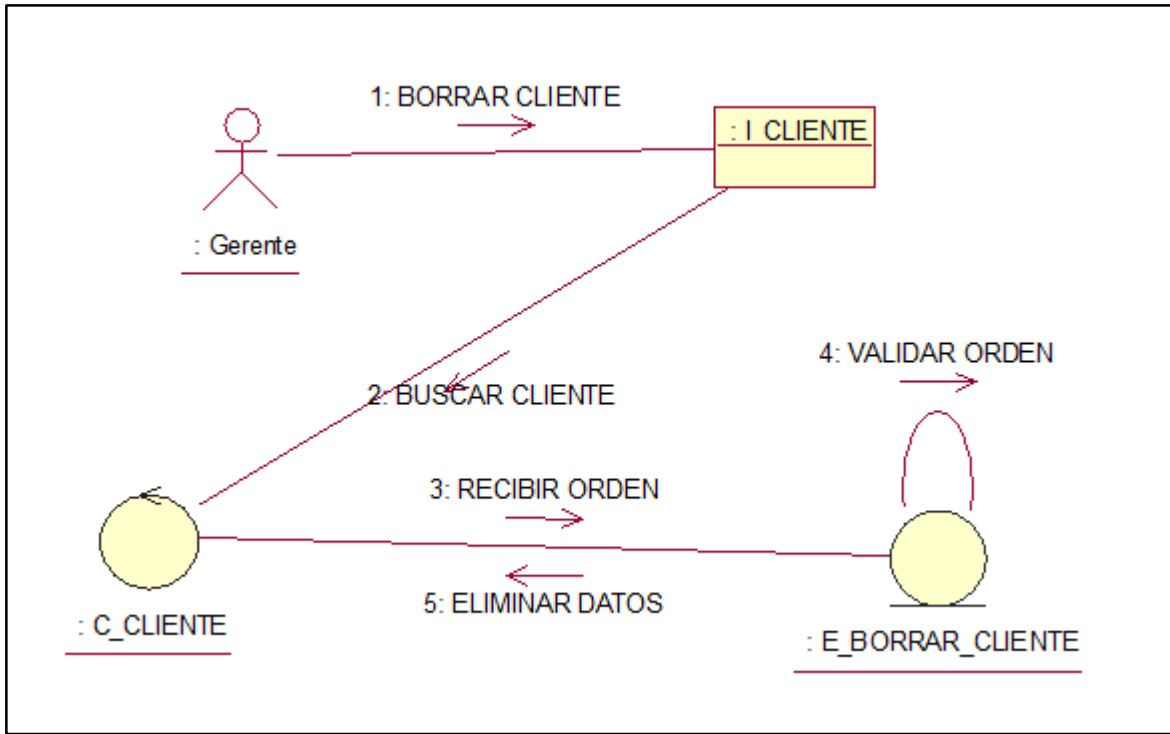 1: BORRAR CLIENTE
: I_CLIENTE
: Gerente
4: VALIDAR ORDEN
2: BUSCAR CLIENTE
3: RECIBIR ORDEN
5: ELIMINAR DATOS
: C_CLIENTE
: E_BORRAR_CLIENTE